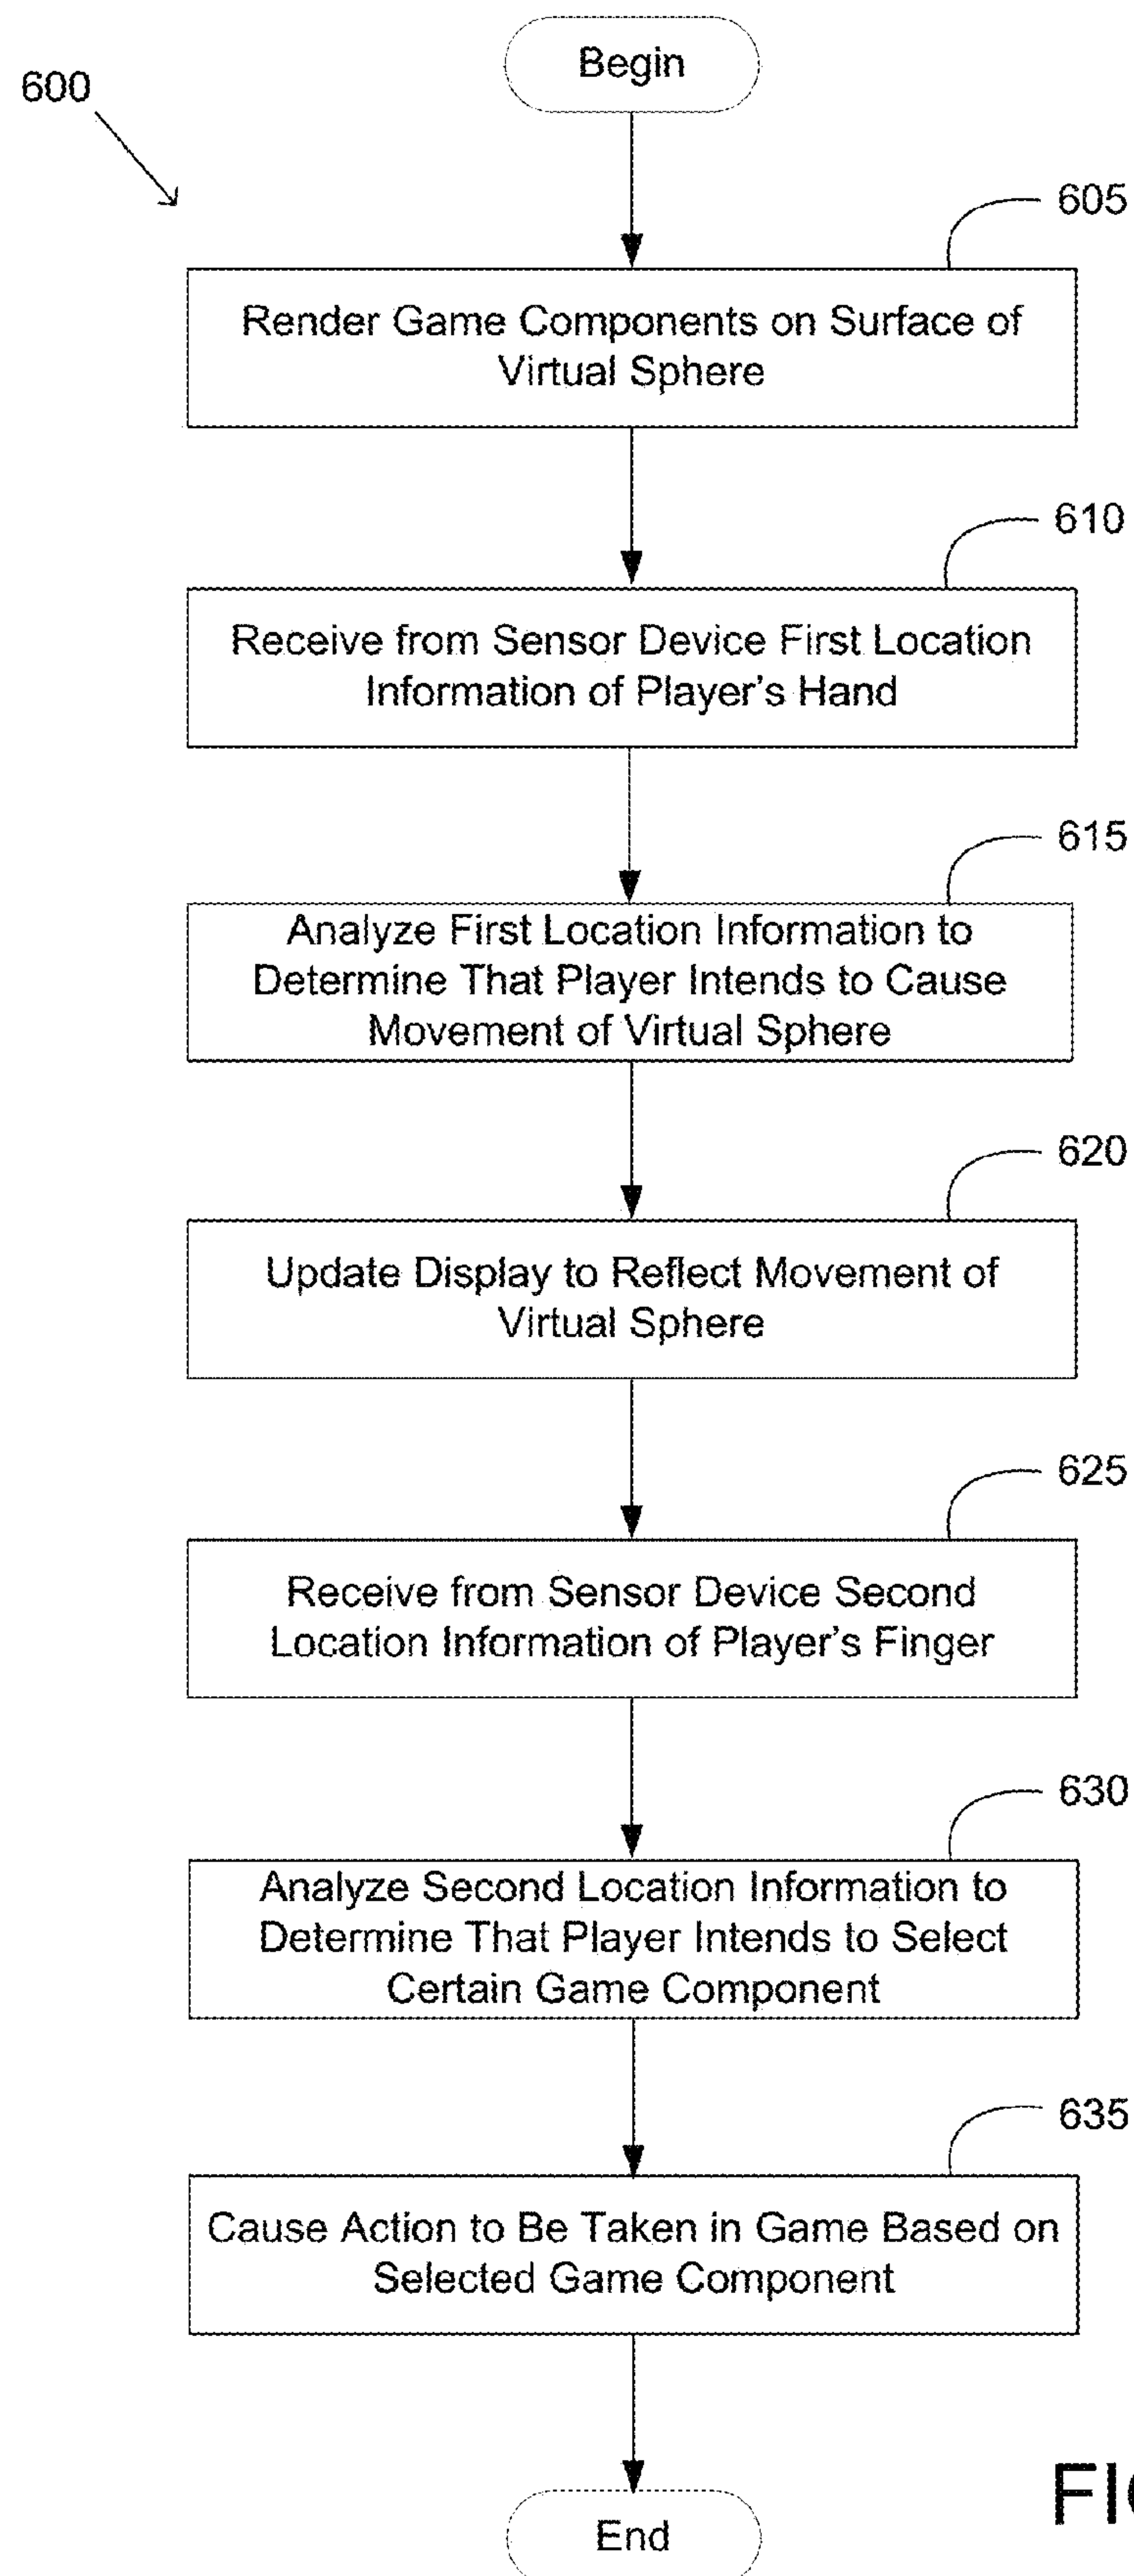 Begin
600
605
Render Game Components on Surface of
Virtual Sphere
610
Receive from Sensor Device First Location
Information of Player's Hand
615
Analyze First Location Information to
Determine That Player Intends to Cause
Movement of Virtual Sphere
620
Update Display to Reflect Movement of
Virtual Sphere
625
Receive from Sensor Device Second
Location Information of Player's Finger
630
Analyze Second Location Information to
Determine That Player Intends to Select
Certain Game Component
635
Cause Action to Be Taken in Game Based on
Selected Game Component
End